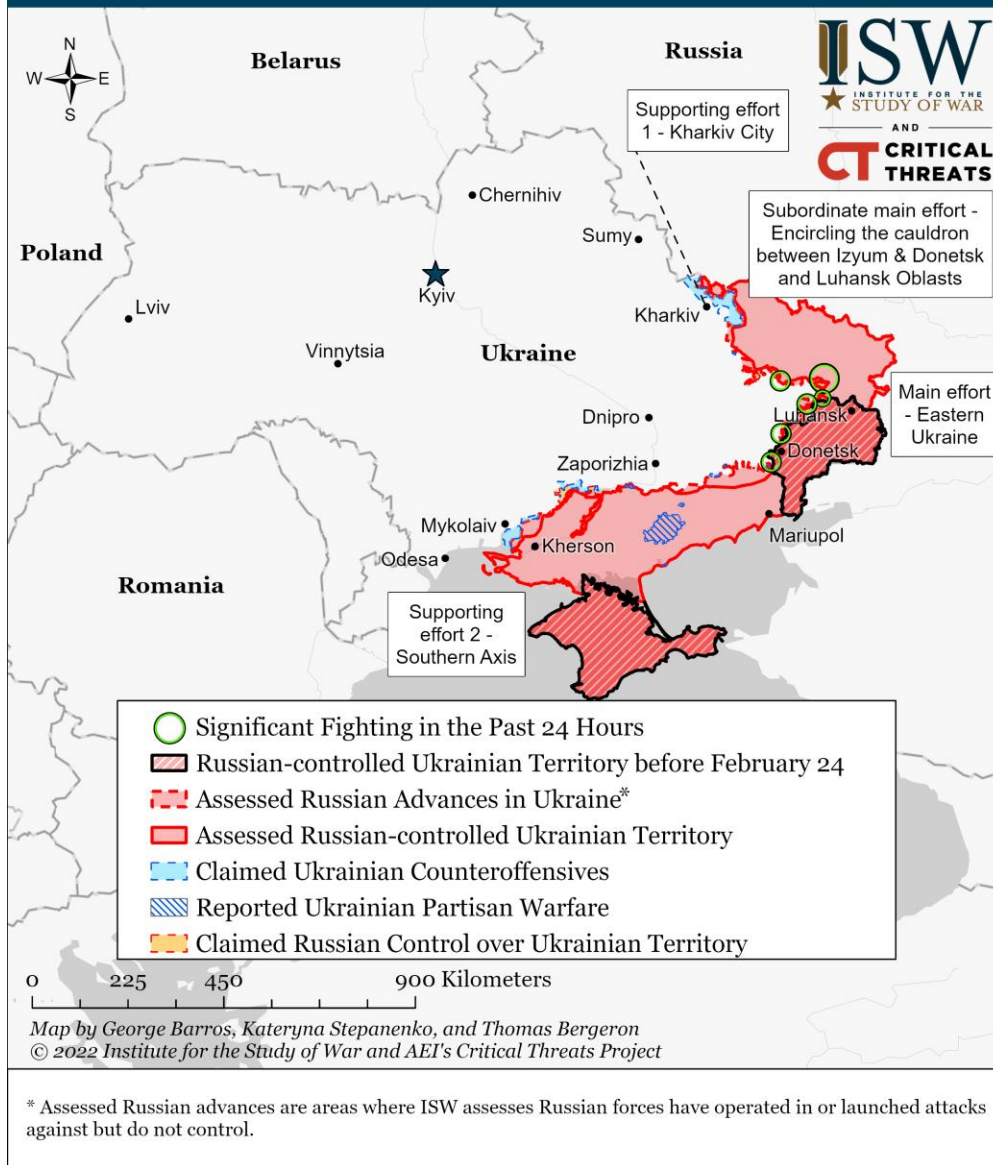 N
W E
S
Belarus
Russia
ISW
INSTITUTE FOR THE
STUDY OF WAR
AND
CT CRITICAL
THREATS
Supporting effort
1 - Kharkiv City
Chernihiv
Subordinate main effort -
Encircling the cauldron
between Izyum & Donetsk
and Luhansk Oblasts
Sumy
Poland
Kyiv
Lviv
Kharkiv
Vinnytsia
Ukraine
Main effort
- Eastern
Ukraine
Dnipro
Luhansk
Donetsk
Zaporizhia
Mykolaiv
Mariupol
Odesa
Kherson
Romania
Supporting
effort 2 -
Southern Axis
Significant Fighting in the Past 24 Hours
Russian-controlled Ukrainian Territory before February 24
Assessed Russian Advances in Ukraine*
Assessed Russian-controlled Ukrainian Territory
Claimed Ukrainian Counteroffensives
Reported Ukrainian Partisan Warfare
Claimed Russian Control over Ukrainian Territory
0 225 450 900 Kilometers
Map by George Barros, Kateryna Stepanenko, and Thomas Bergeron
© 2022 Institute for the Study of War and AEI's Critical Threats Project
* Assessed Russian advances are areas where ISW assesses Russian forces have operated in or launched attacks
against but do not control.